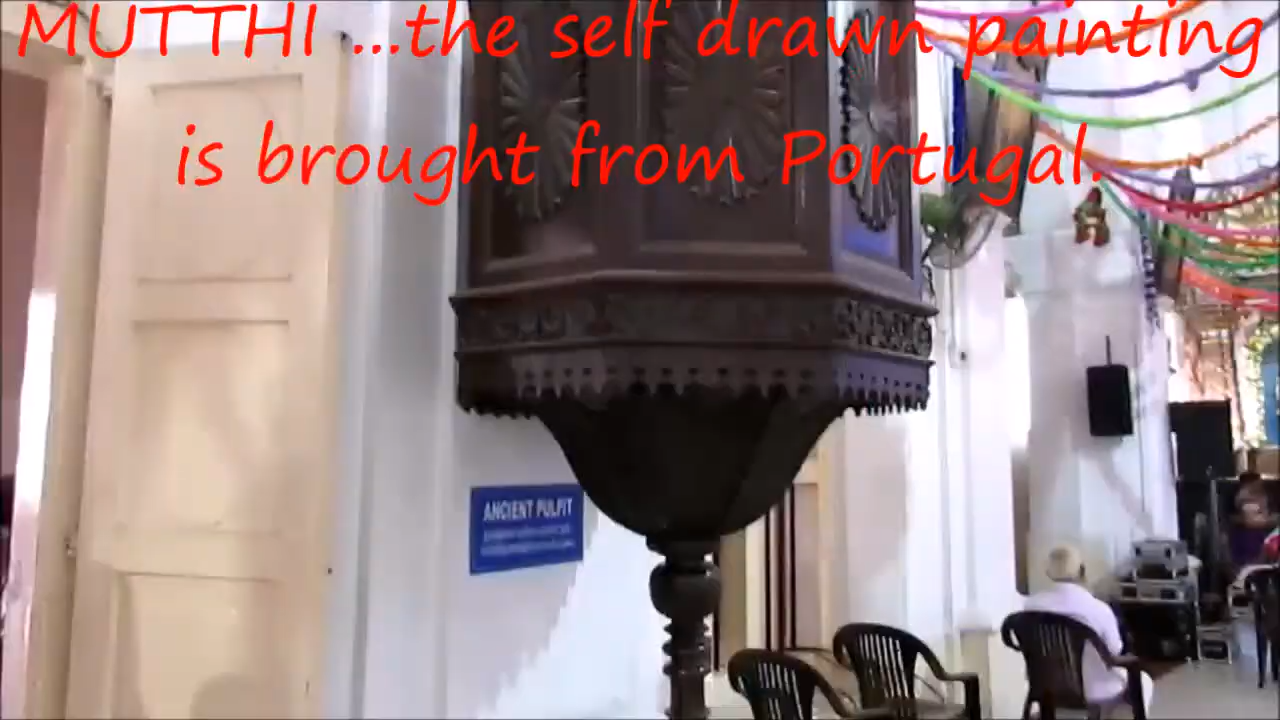 MUTTHI ...the self drawn painting
is brought from Portugal.
ANCIENT PULPIT